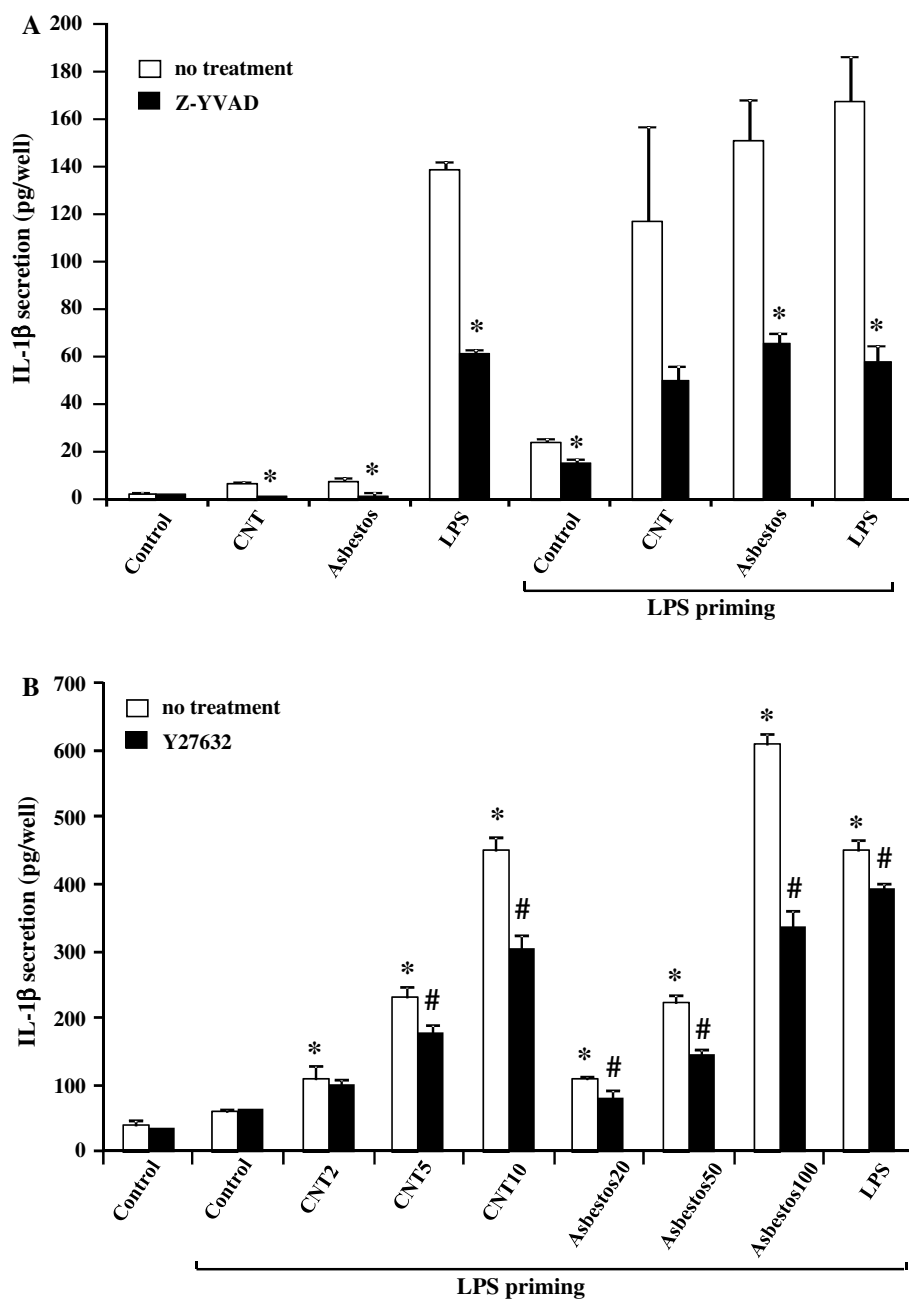 A
no treatment
Z-YVAD
IL-1β secretion (pg/well)
200
180
160
140
120
100
80
60
40
20
0
* * * * * *
Control CNT Asbestos LPS Control CNT Asbestos LPS
LPS priming
B
no treatment
Y27632
IL-1β secretion (pg/well)
700
600
500
400
300
200
100
0
* * # * # * # * # * # * #
Control Control CNT2 CNT5 CNT10 Asbestos20 Asbestos50 Asbestos100 LPS
LPS priming